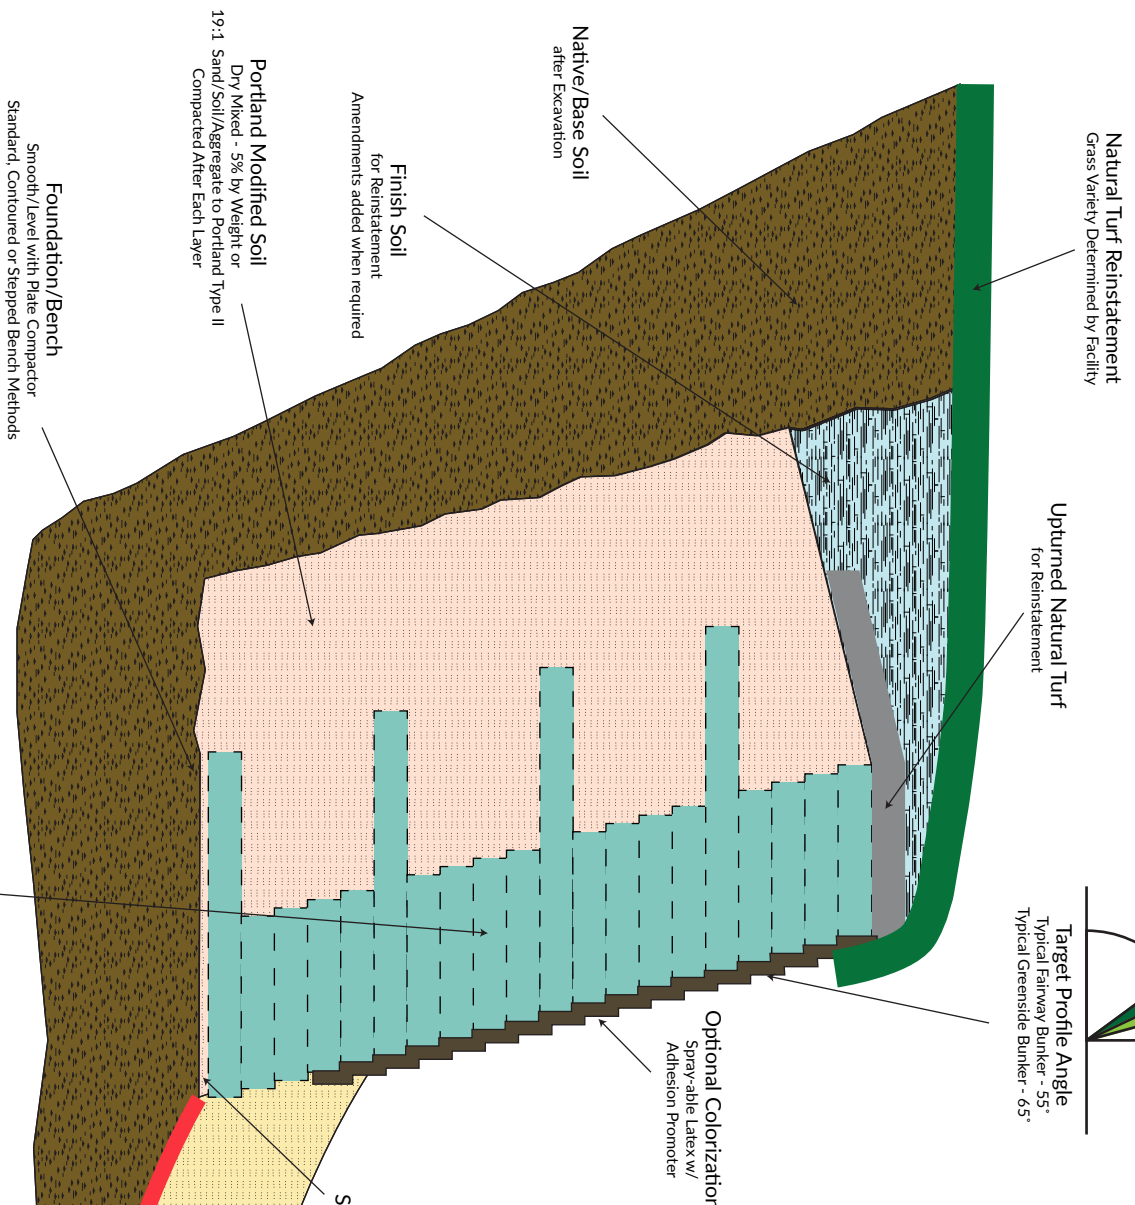 Natural Turf Reinstatement
Grass Variety Determined by Facility
Native/Base Soil
after Excavation
Finish Soil
for Reinstatement
Amendments added when required
Portland Modified Soil
Dry Mixed - 5% by Weight or
19:1 Sand/Soil/Aggregate to Portland Type II
Compacted After Each Layer
Foundation/Bench
Smooth/Level with Plate Compactor
Standard, Contoured or Stepped Bench Methods
Upturned Natural Turf
for Reinstatement
Target Profile Angle
Typical Fairway Bunker - 55°
Typical Greenside Bunker - 65°
Optional Colorization
Spray-able Latex w/
Adhesion Promoter
S